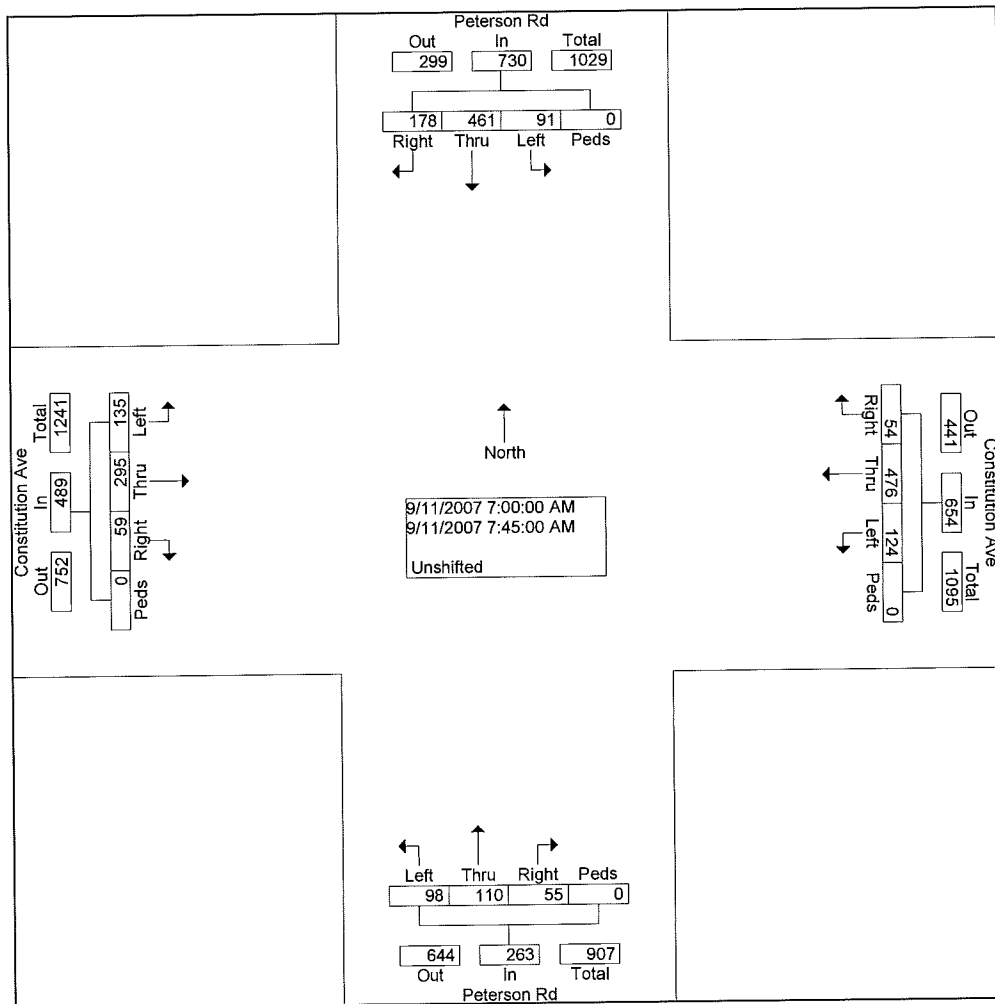 Peterson Rd
Out In Total
299 730 1029
178 461 91 0
Right Thru Left Peds
Constitution Ave
Total 1241
In 489
Out 752
135 295 59 0
Left Thru Right Peds
North
9/11/2007 7:00:00 AM
9/11/2007 7:45:00 AM
Unshifted
Right Thru Left Peds
54 476 124 0
Out 441
In 654
Total 1095
Constitution Ave
Left Thru Right Peds
98 110 55 0
644 263 907
Out In Total
Peterson Rd